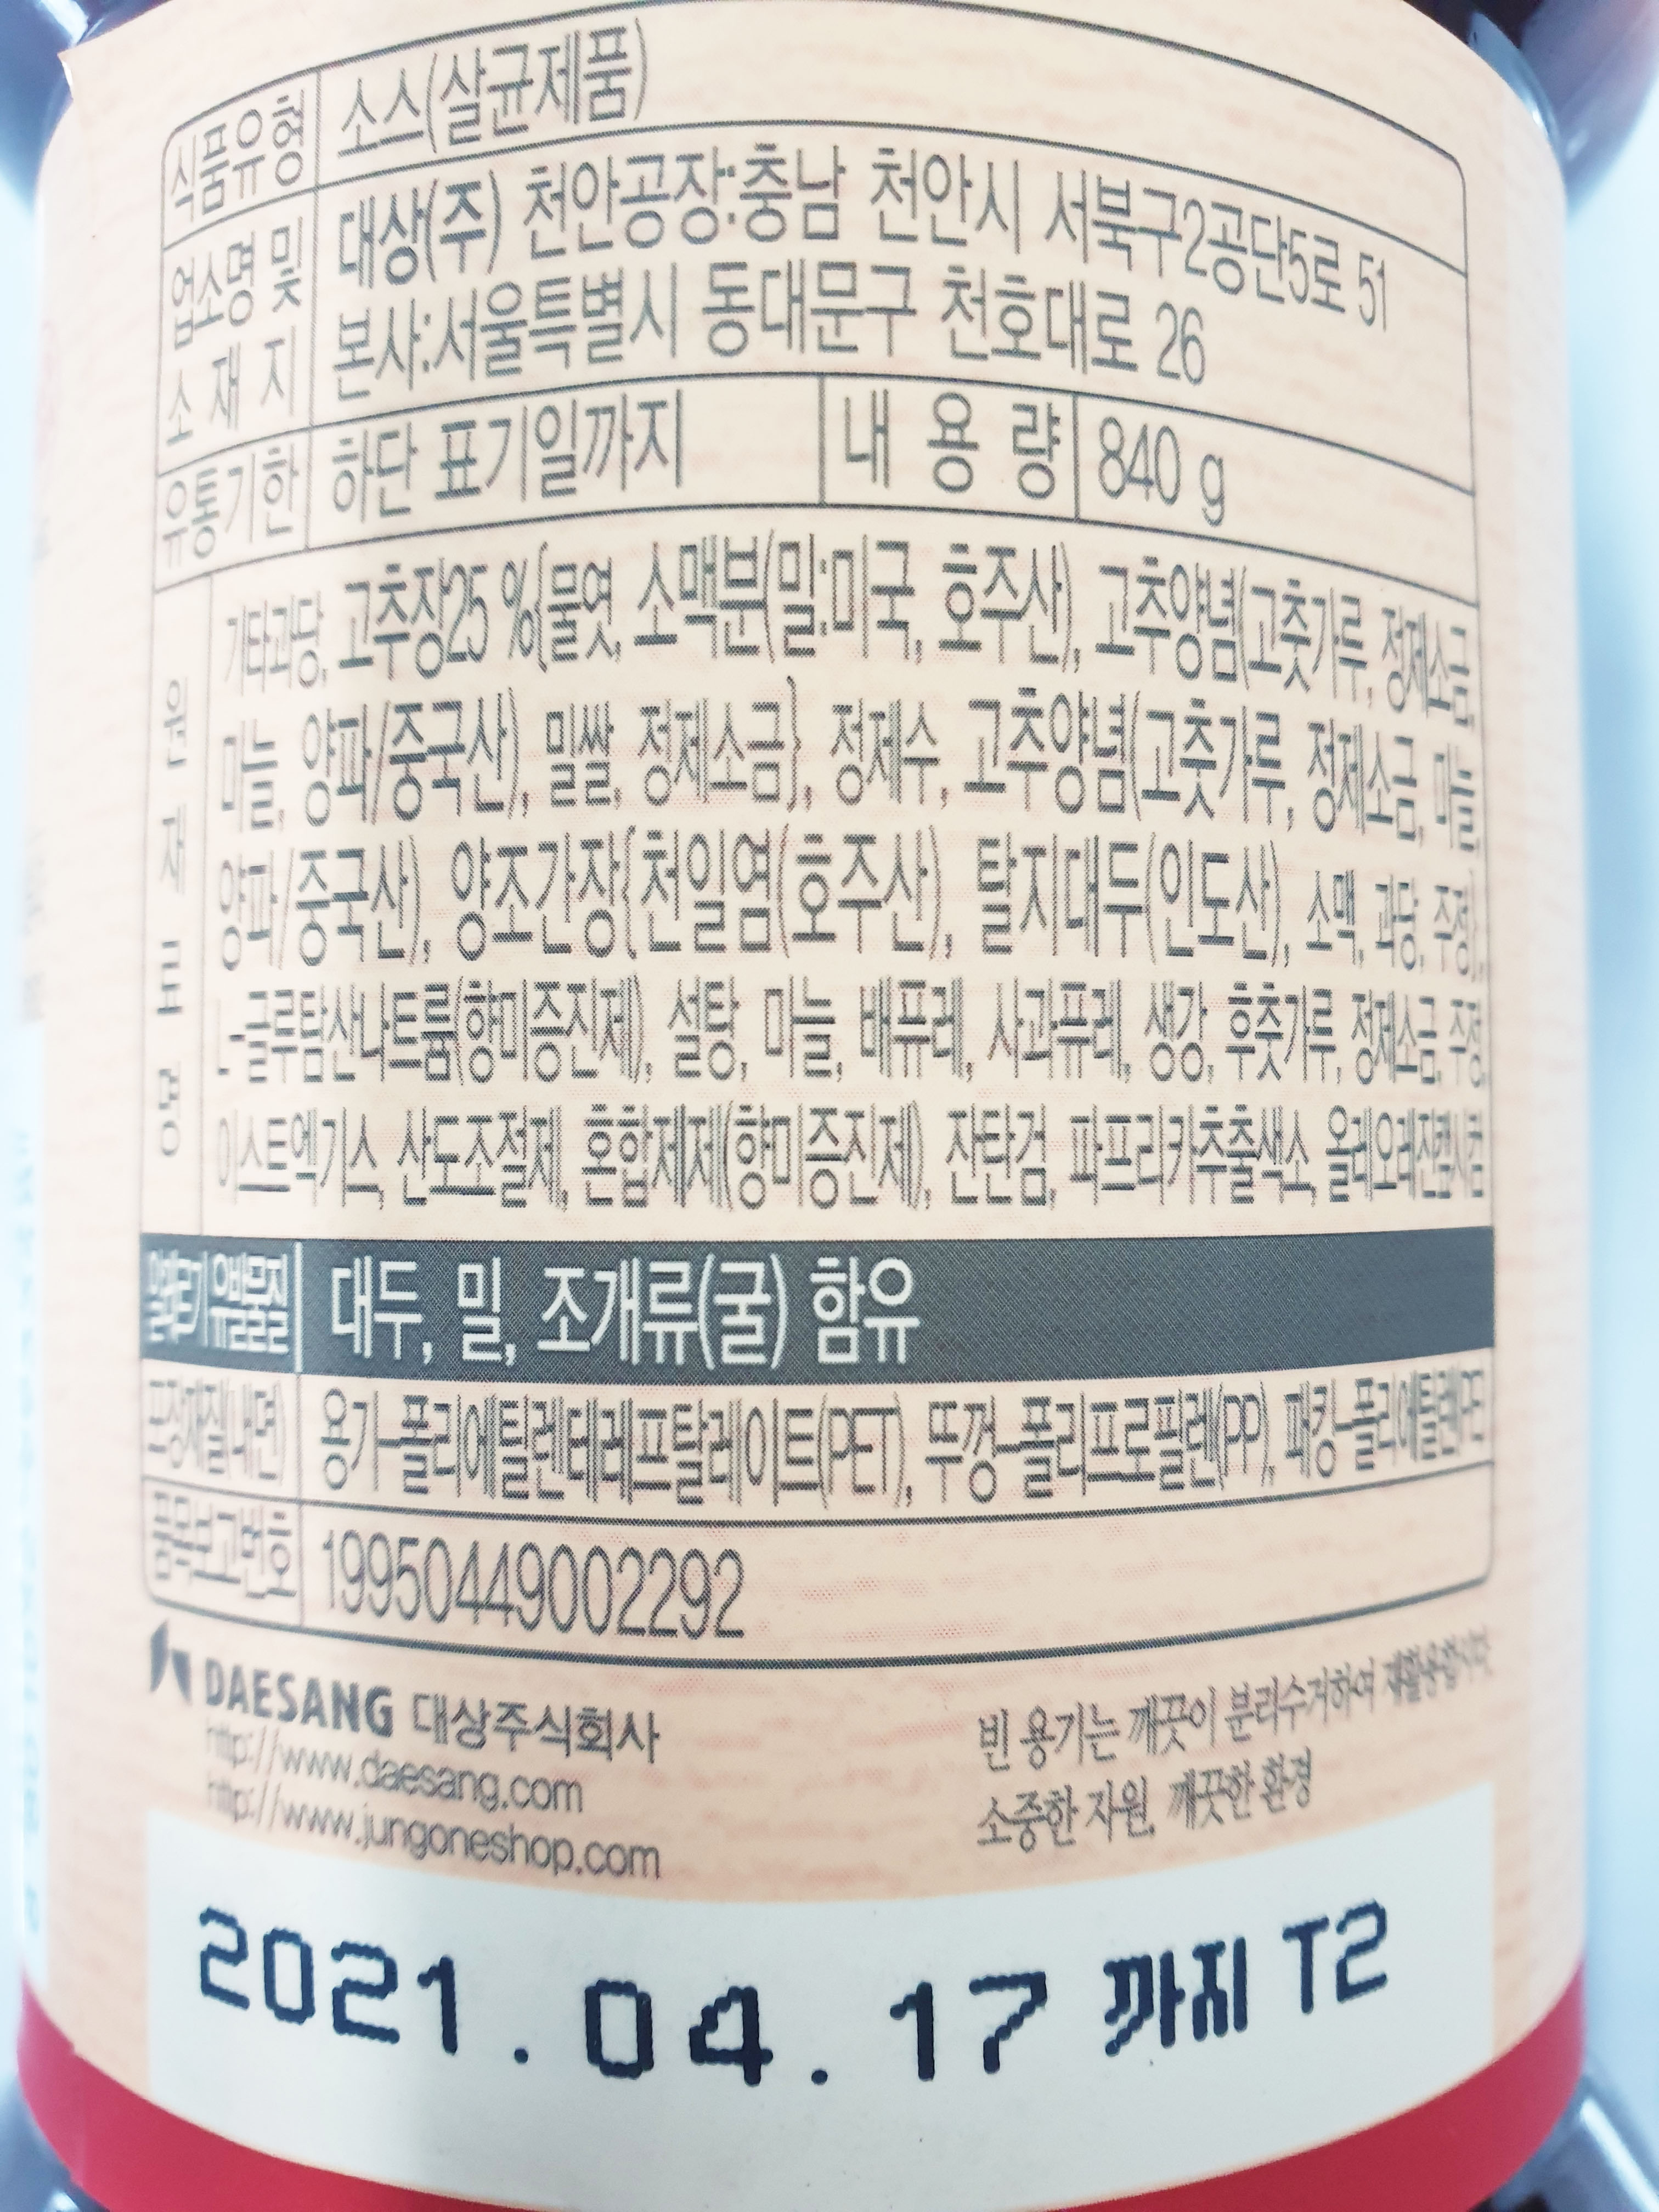 식품유형 소스(살균제품)
업소명 및 소재지 대상(주) 천안공장:충남 천안시 서북구2공단5로 51
본사:서울특별시 동대문구 천호대로 26
유통기한 하단 표기일까지 내용량 840 g
원재료명 기타과당, 고추장25 %{물엿, 소맥분(밀:미국, 호주산), 고추양념(고춧가루, 정제소금,
마늘, 양파/중국산), 밀쌀, 정제소금}, 정제수, 고추양념(고춧가루, 정제소금, 마늘,
양파/중국산), 양조간장{천일염(호주산), 탈지대두(인도산), 소맥, 과당, 주정},
L-글루탐산나트륨(향미증진제), 설탕, 마늘, 배퓨레, 사과퓨레, 생강, 후춧가루, 정제소금, 주정,
이스트엑기스, 산도조절제, 혼합제제(향미증진제), 잔탄검, 파프리카추출색소,
알레르기 유발물질 대두, 밀, 조개류(굴) 함유
포장재질(내면) 용기-폴리에틸렌테레프탈레이트(PET), 뚜껑-폴리프로필렌(PP), 패킹-폴리에틸렌(PE)
품목보고번호 19950449002292
DAESANG 대상주식회사
http://www.daesang.com
http://www.jungoneshop.com
빈 용기는 깨끗이 분리수거하여 재활용합시다
소중한 자원, 깨끗한 환경
2021.04.17 까지 T2